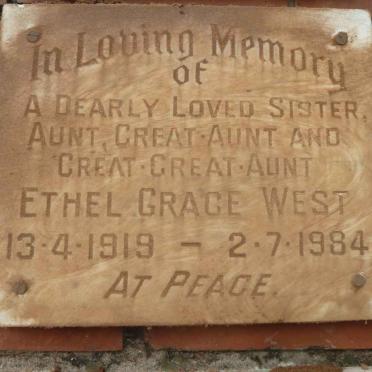 In Loving Memory
of
A DEARLY LOVED SISTER,
AUNT, GREAT·AUNT AND
GREAT·GREAT·AUNT
ETHEL GRACE WEST
13·4·1919 – 2·7·1984
AT PEACE.